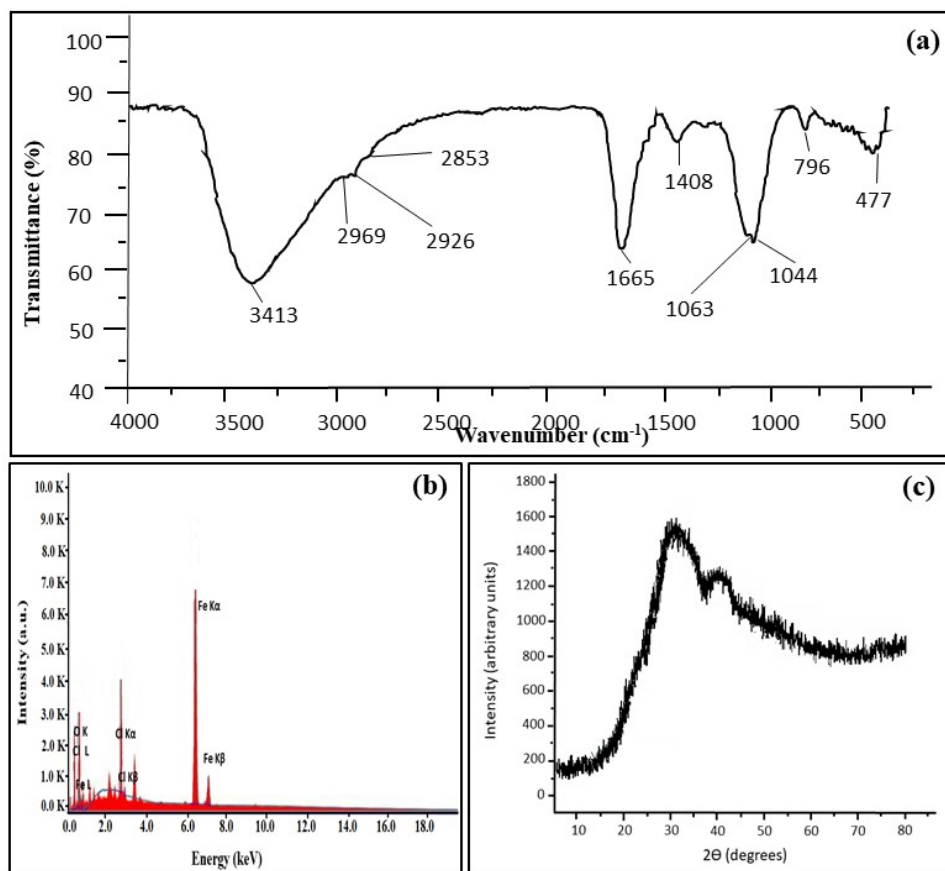 (a)
Transmittance (%)
100
90
80
70
60
50
40
3413
2969
2926
2853
1665
1408
1063
1044
796
477
4000 3500 3000 2500 2000 1500 1000 500
Wavenumber (cm⁻¹)
(b)
Intensity (a.u.)
10.0 K
9.0 K
8.0 K
7.0 K
6.0 K
5.0 K
4.0 K
3.0 K
2.0 K
1.0 K
0.0 K
Cl K
Cl L
Fe L
Cl Kα
Cl Kβ
Fe Kα
Fe Kβ
0.0 2.0 4.0 6.0 8.0 10.0 12.0 14.0 16.0 18.0
Energy (keV)
(c)
Intensity (arbitrary units)
1800
1600
1400
1200
1000
800
600
400
200
0
10 20 30 40 50 60 70 80
2Θ (degrees)